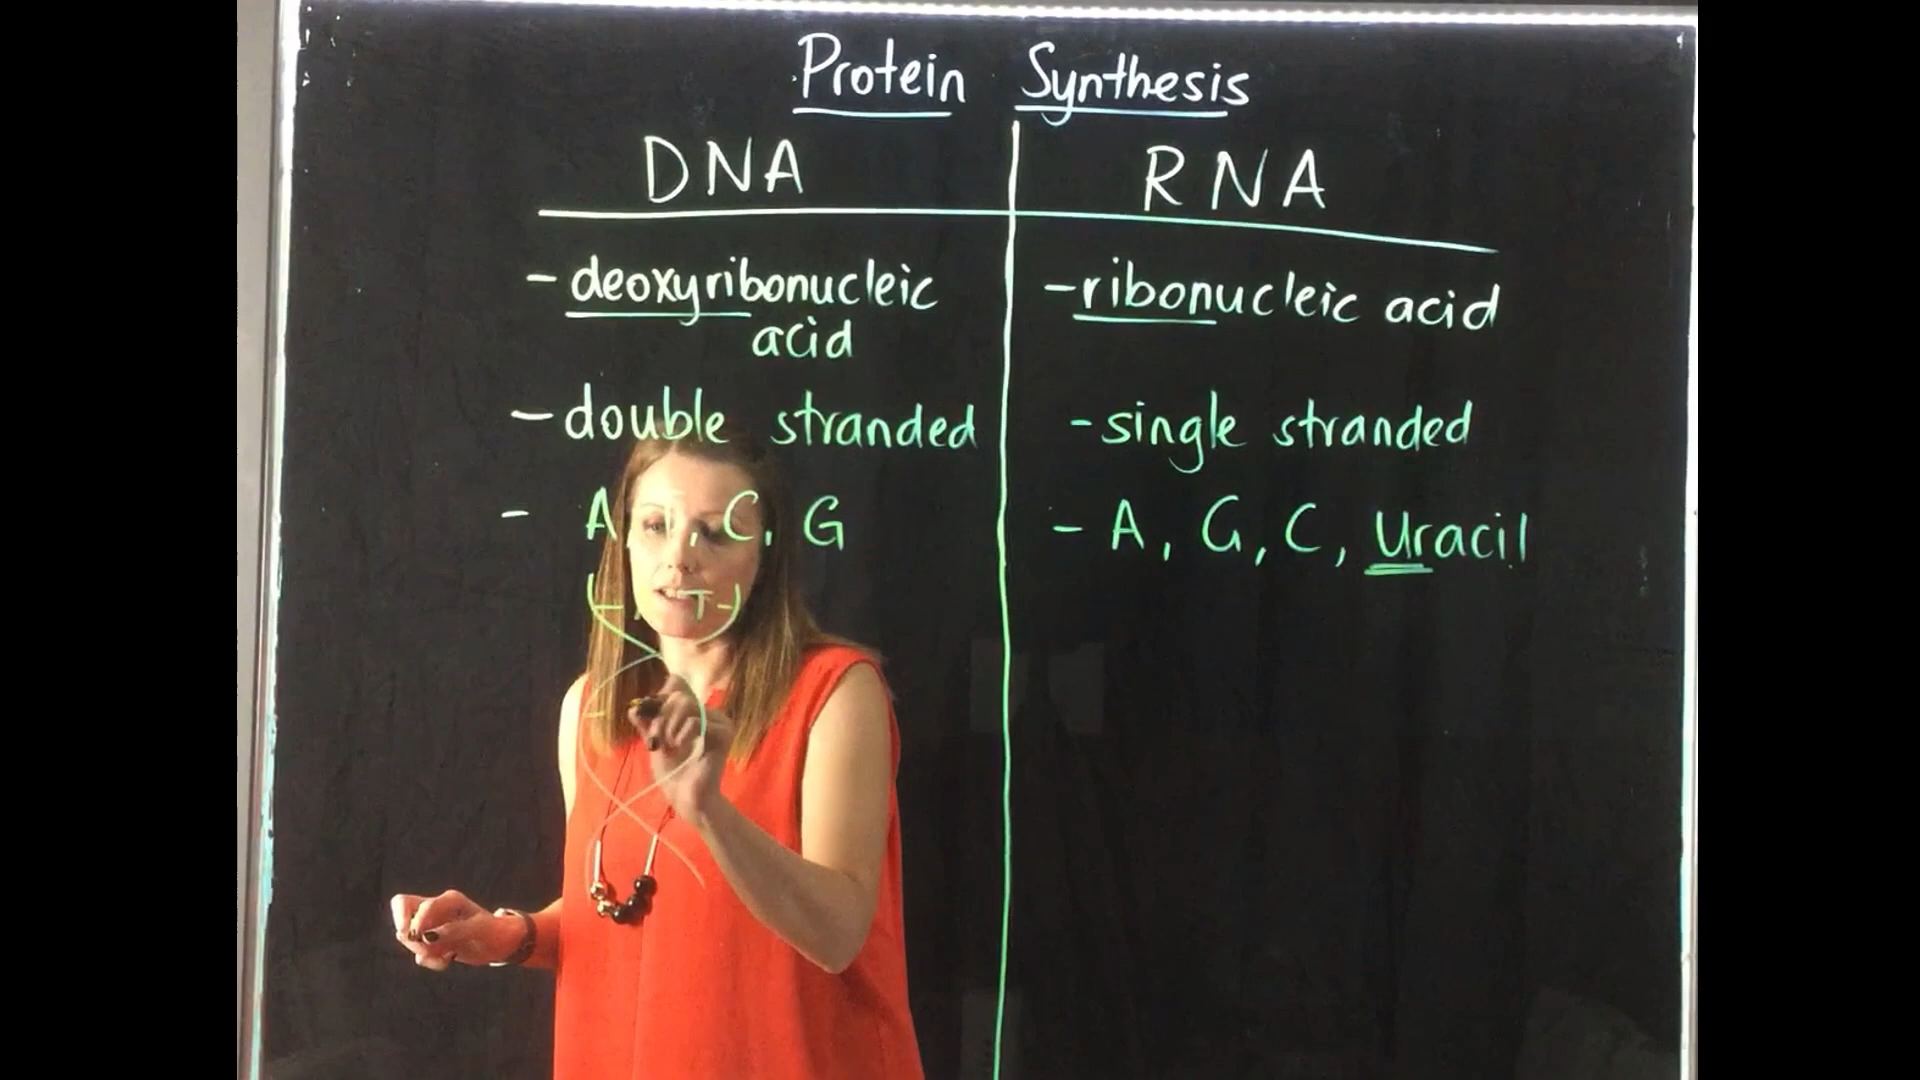 Protein Synthesis
DNA
RNA
- deoxyribonucleic
acid
- double stranded
- A, T, C, G
T
- ribonucleic acid
- single stranded
- A, G, C, Uracil